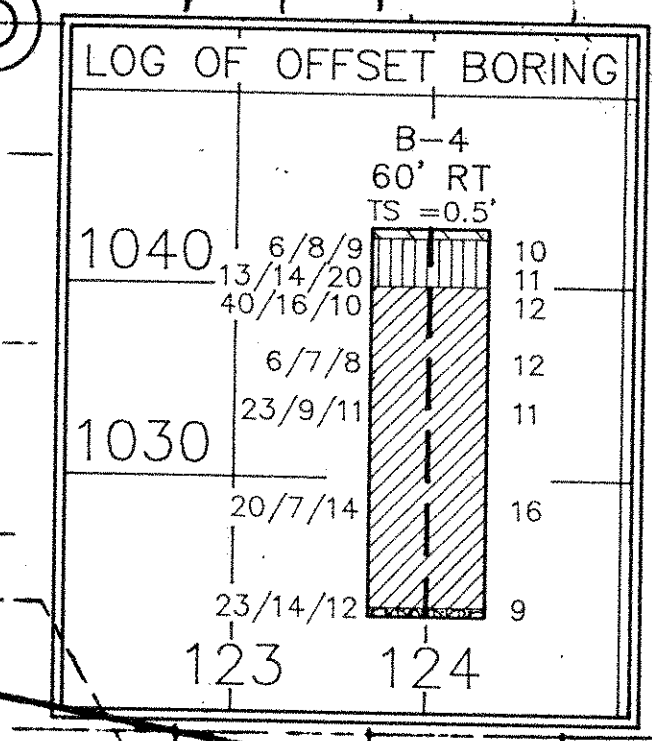 LOG OF OFFSET BORING
B-4
60' RT
TS =0.5'
1040 6/8/9 10
13/14/20 11
40/16/10 12
6/7/8 12
23/9/11 11
1030
20/7/14 16
23/14/12 9
123 124